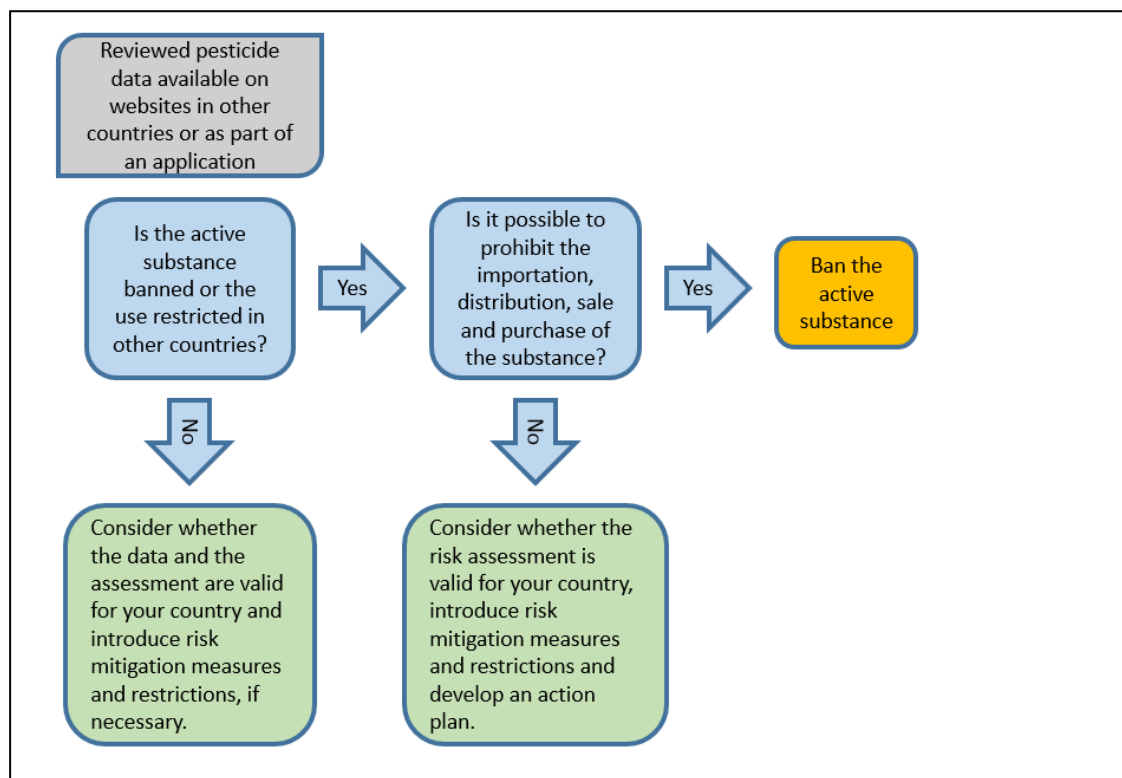 Reviewed pesticide
data available on
websites in other
countries or as part of
an application
Is the active
substance
banned or the
use restricted in
other countries?
Yes
Is it possible to
prohibit the
importation,
distribution, sale
and purchase of
the substance?
Yes
Ban the
active
substance
No
No
Consider whether
the data and the
assessment are valid
for your country and
introduce risk
mitigation measures
and restrictions, if
necessary.
Consider whether the
risk assessment is
valid for your country,
introduce risk
mitigation measures
and restrictions and
develop an action
plan.